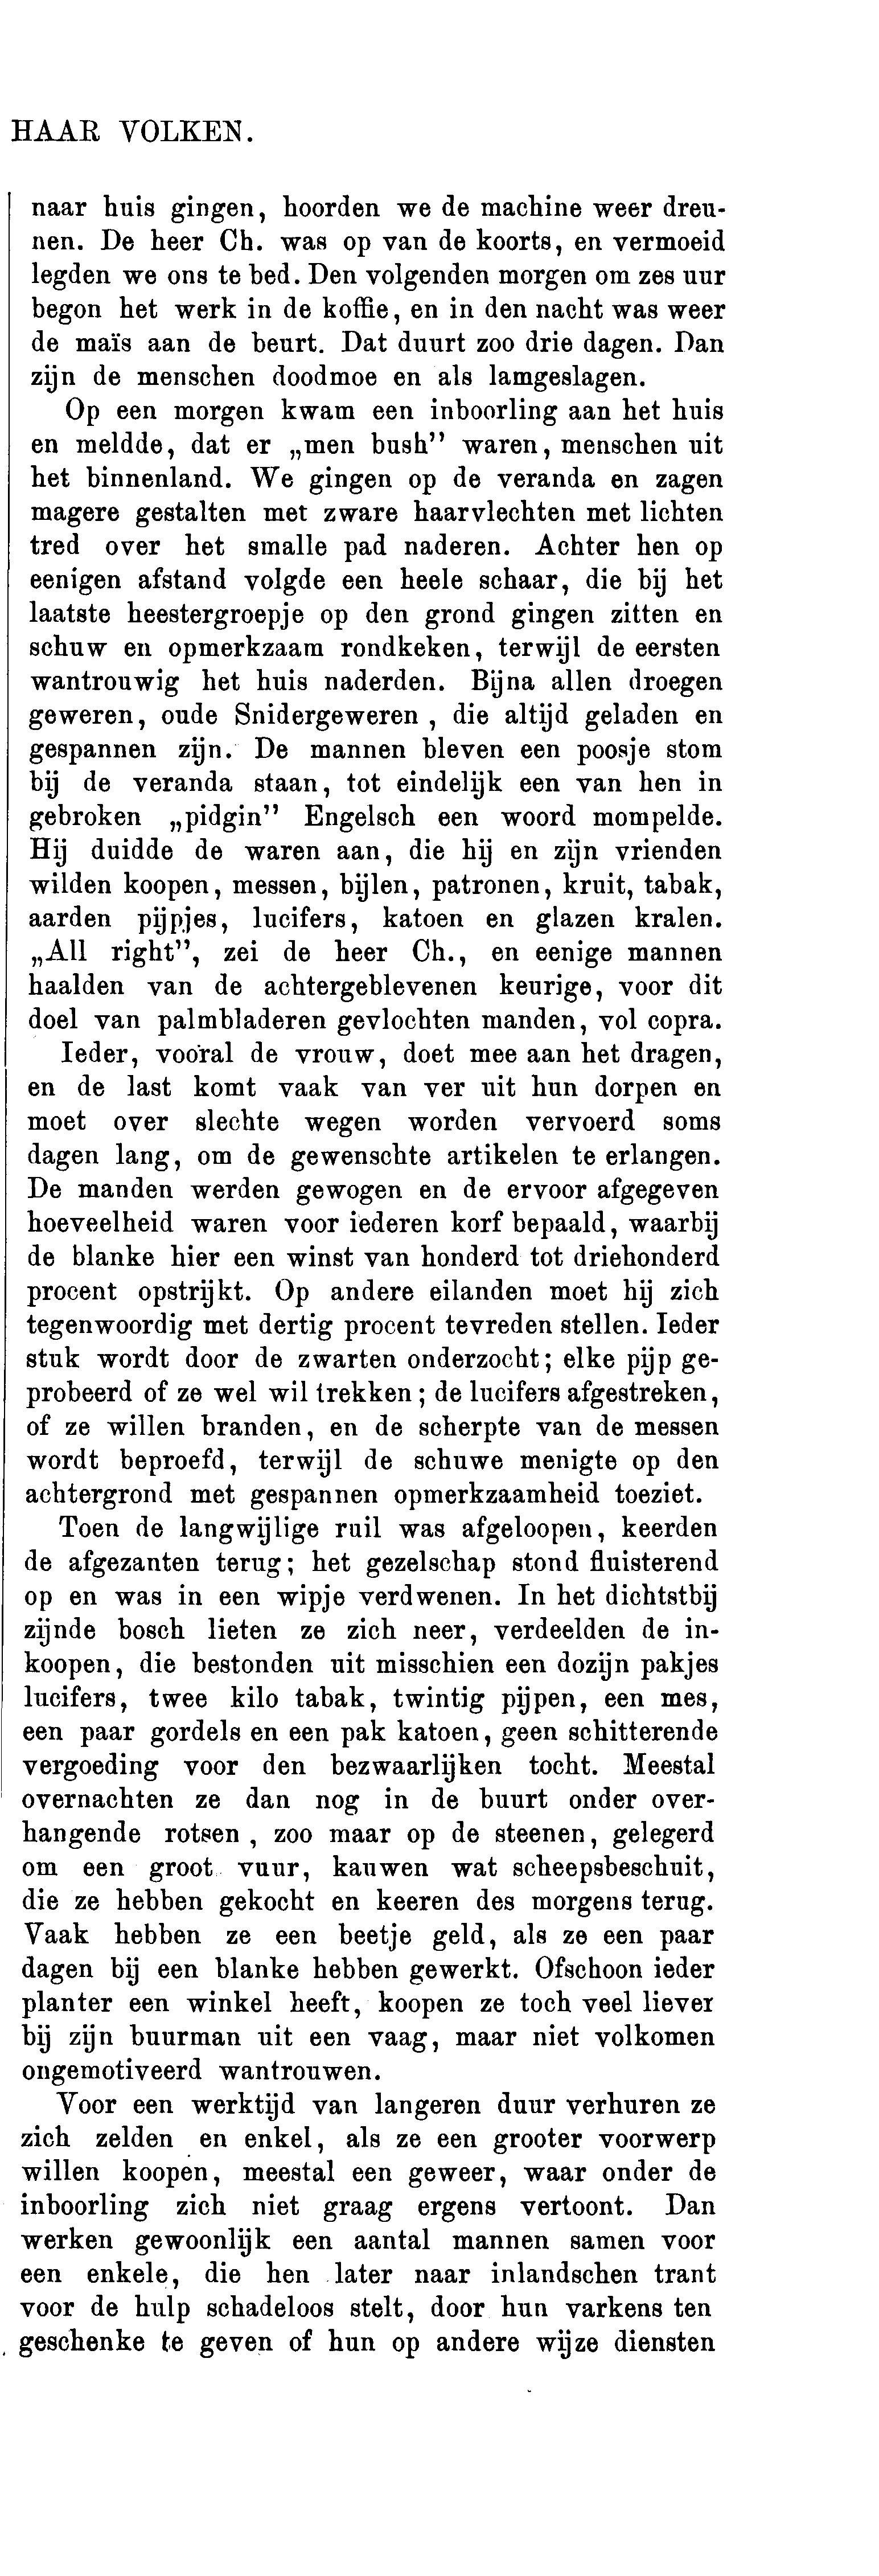 HAAR VOLKEN.
naar huis gingen, hoorden we de machine weer dreu-
nen. De heer Ch. was op van de koorts, en vermoeid
legden we ons te bed. Den volgenden morgen om zes uur
begon het werk in de koffie, en in den nacht was weer
de maïs aan de beurt. Dat duurt zoo drie dagen. Dan
zijn de menschen doodmoe en als lamgeslagen.
Op een morgen kwam een inboorling aan het huis
en meldde, dat er „men bush” waren, menschen uit
het binnenland. We gingen op de veranda en zagen
magere gestalten met zware haarvlechten met lichten
tred over het smalle pad naderen. Achter hen op
eenigen afstand volgde een heele schaar, die bij het
laatste heestergroepje op den grond gingen zitten en
schuw en opmerkzaam rondkeken, terwijl de eersten
wantrouwig het huis naderden. Bijna allen droegen
geweren, oude Snidergeweren, die altijd geladen en
gespannen zijn. De mannen bleven een poosje stom
bij de veranda staan, tot eindelijk een van hen in
gebroken „pidgin” Engelsch een woord mompelde.
Hij duidde de waren aan, die hij en zijn vrienden
wilden koopen, messen, bijlen, patronen, kruit, tabak,
aarden pijpjes, lucifers, katoen en glazen kralen.
„All right”, zei de heer Ch., en eenige mannen
haalden van de achtergeblevenen keurige, voor dit
doel van palmbladeren gevlochten manden, vol copra.
Ieder, vooral de vrouw, doet mee aan het dragen,
en de last komt vaak van ver uit hun dorpen en
moet over slechte wegen worden vervoerd soms
dagen lang, om de gewenschte artikelen te erlangen.
De manden werden gewogen en de ervoor afgegeven
hoeveelheid waren voor iederen korf bepaald, waarbij
de blanke hier een winst van honderd tot driehonderd
procent opstrijkt. Op andere eilanden moet hij zich
tegenwoordig met dertig procent tevreden stellen. Ieder
stuk wordt door de zwarten onderzocht; elke pijp ge-
probeerd of ze wel wil trekken; de lucifers afgestreken,
of ze willen branden, en de scherpte van de messen
wordt beproefd, terwijl de schuwe menigte op den
achtergrond met gespannen opmerkzaamheid toeziet.
Toen de langwijlige ruil was afgeloopen, keerden
de afgezanten terug; het gezelschap stond fluisterend
op en was in een wipje verdwenen. In het dichtstbij
zijnde bosch lieten ze zich neer, verdeelden de in-
koopen, die bestonden uit misschien een dozijn pakjes
lucifers, twee kilo tabak, twintig pijpen, een mes,
een paar gordels en een pak katoen, geen schitterende
vergoeding voor den bezwaarlijken tocht. Meestal
overnachten ze dan nog in de buurt onder over-
hangende rotsen, zoo maar op de steenen, gelegerd
om een groot vuur, kauwen wat scheepsbeschuit,
die ze hebben gekocht en keeren des morgens terug.
Vaak hebben ze een beetje geld, als ze een paar
dagen bij een blanke hebben gewerkt. Ofschoon ieder
planter een winkel heeft, koopen ze toch veel liever
bij zijn buurman uit een vaag, maar niet volkomen
ongemotiveerd wantrouwen.
Voor een werktijd van langeren duur verhuren ze
zich zelden en enkel, als ze een grooter voorwerp
willen koopen, meestal een geweer, waar onder de
inboorling zich niet graag ergens vertoont. Dan
werken gewoonlijk een aantal mannen samen voor
een enkele, die hen later naar inlandschen trant
voor de hulp schadeloos stelt, door hun varkens ten
geschenke te geven of hun op andere wijze diensten